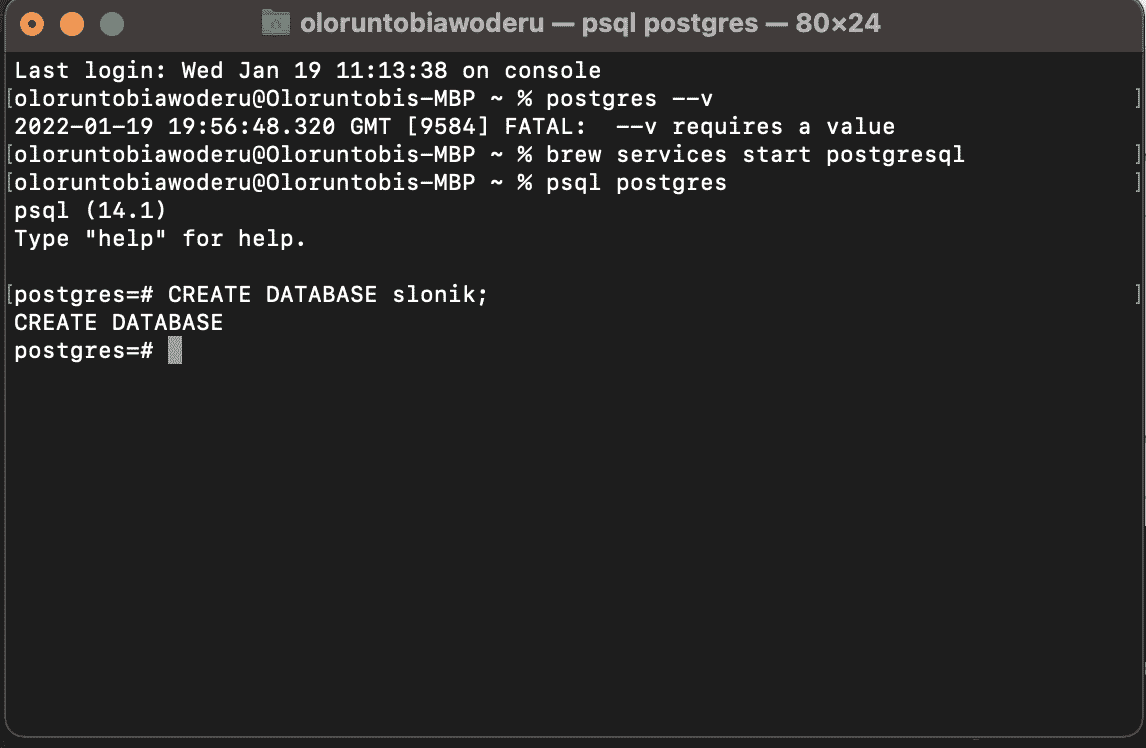 oloruntobiawoderu — psql postgres — 80×24
Last login: Wed Jan 19 11:13:38 on console
[oloruntobiawoderu@Oloruntobis-MBP ~ % postgres --v ]
2022-01-19 19:56:48.320 GMT [9584] FATAL:  --v requires a value
[oloruntobiawoderu@Oloruntobis-MBP ~ % brew services start postgresql ]
[oloruntobiawoderu@Oloruntobis-MBP ~ % psql postgres ]
psql (14.1)
Type "help" for help.
[postgres=# CREATE DATABASE slonik; ]
CREATE DATABASE
postgres=#